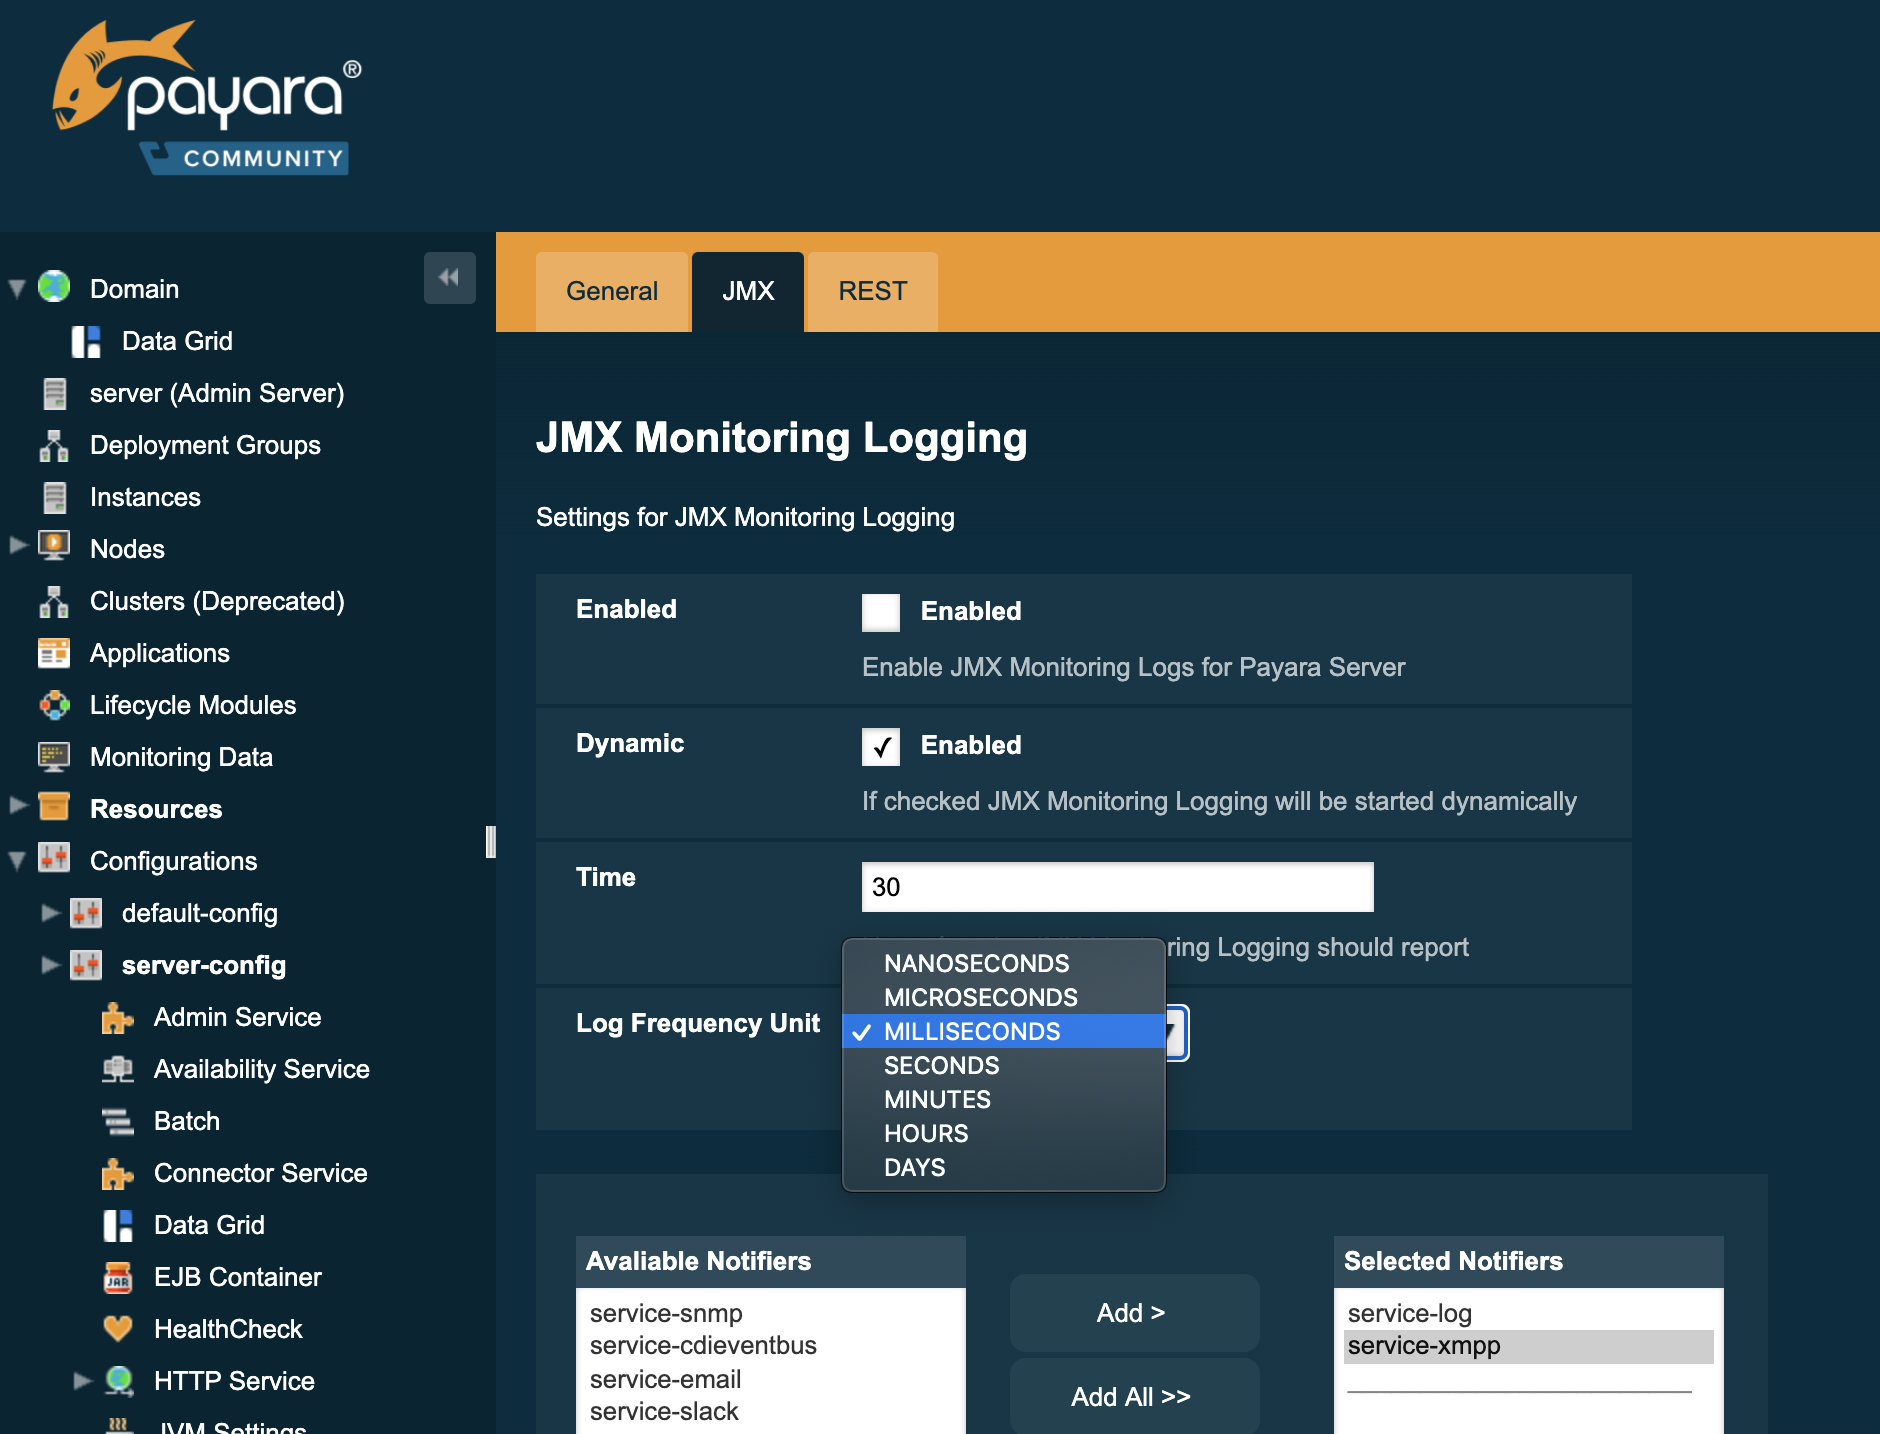 payara®
COMMUNITY
Domain
Data Grid
server (Admin Server)
Deployment Groups
Instances
Nodes
Clusters (Deprecated)
Applications
Lifecycle Modules
Monitoring Data
Resources
Configurations
default-config
server-config
Admin Service
Availability Service
Batch
Connector Service
Data Grid
JAR
EJB Container
HealthCheck
HTTP Service
JVM Settings
General
JMX
REST
JMX Monitoring Logging
Settings for JMX Monitoring Logging
Enabled
Enabled
Enable JMX Monitoring Logs for Payara Server
Dynamic
Enabled
If checked JMX Monitoring Logging will be started dynamically
Time
30
ring Logging should report
Log Frequency Unit
NANOSECONDS
MICROSECONDS
MILLISECONDS
SECONDS
MINUTES
HOURS
DAYS
Avaliable Notifiers
service-snmp
service-cdieventbus
service-email
service-slack
Add >
Add All >>
Selected Notifiers
service-log
service-xmpp